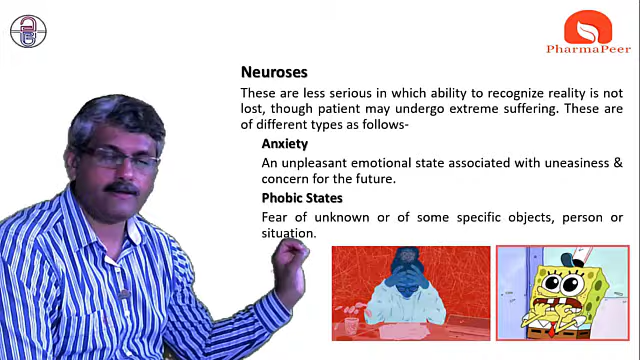 PharmaPeer
Neuroses
These are less serious in which ability to recognize reality is not
lost, though patient may undergo extreme suffering. These are
of different types as follows-
Anxiety
An unpleasant emotional state associated with uneasiness &
concern for the future.
Phobic States
Fear of unknown or of some specific objects, person or
situation.